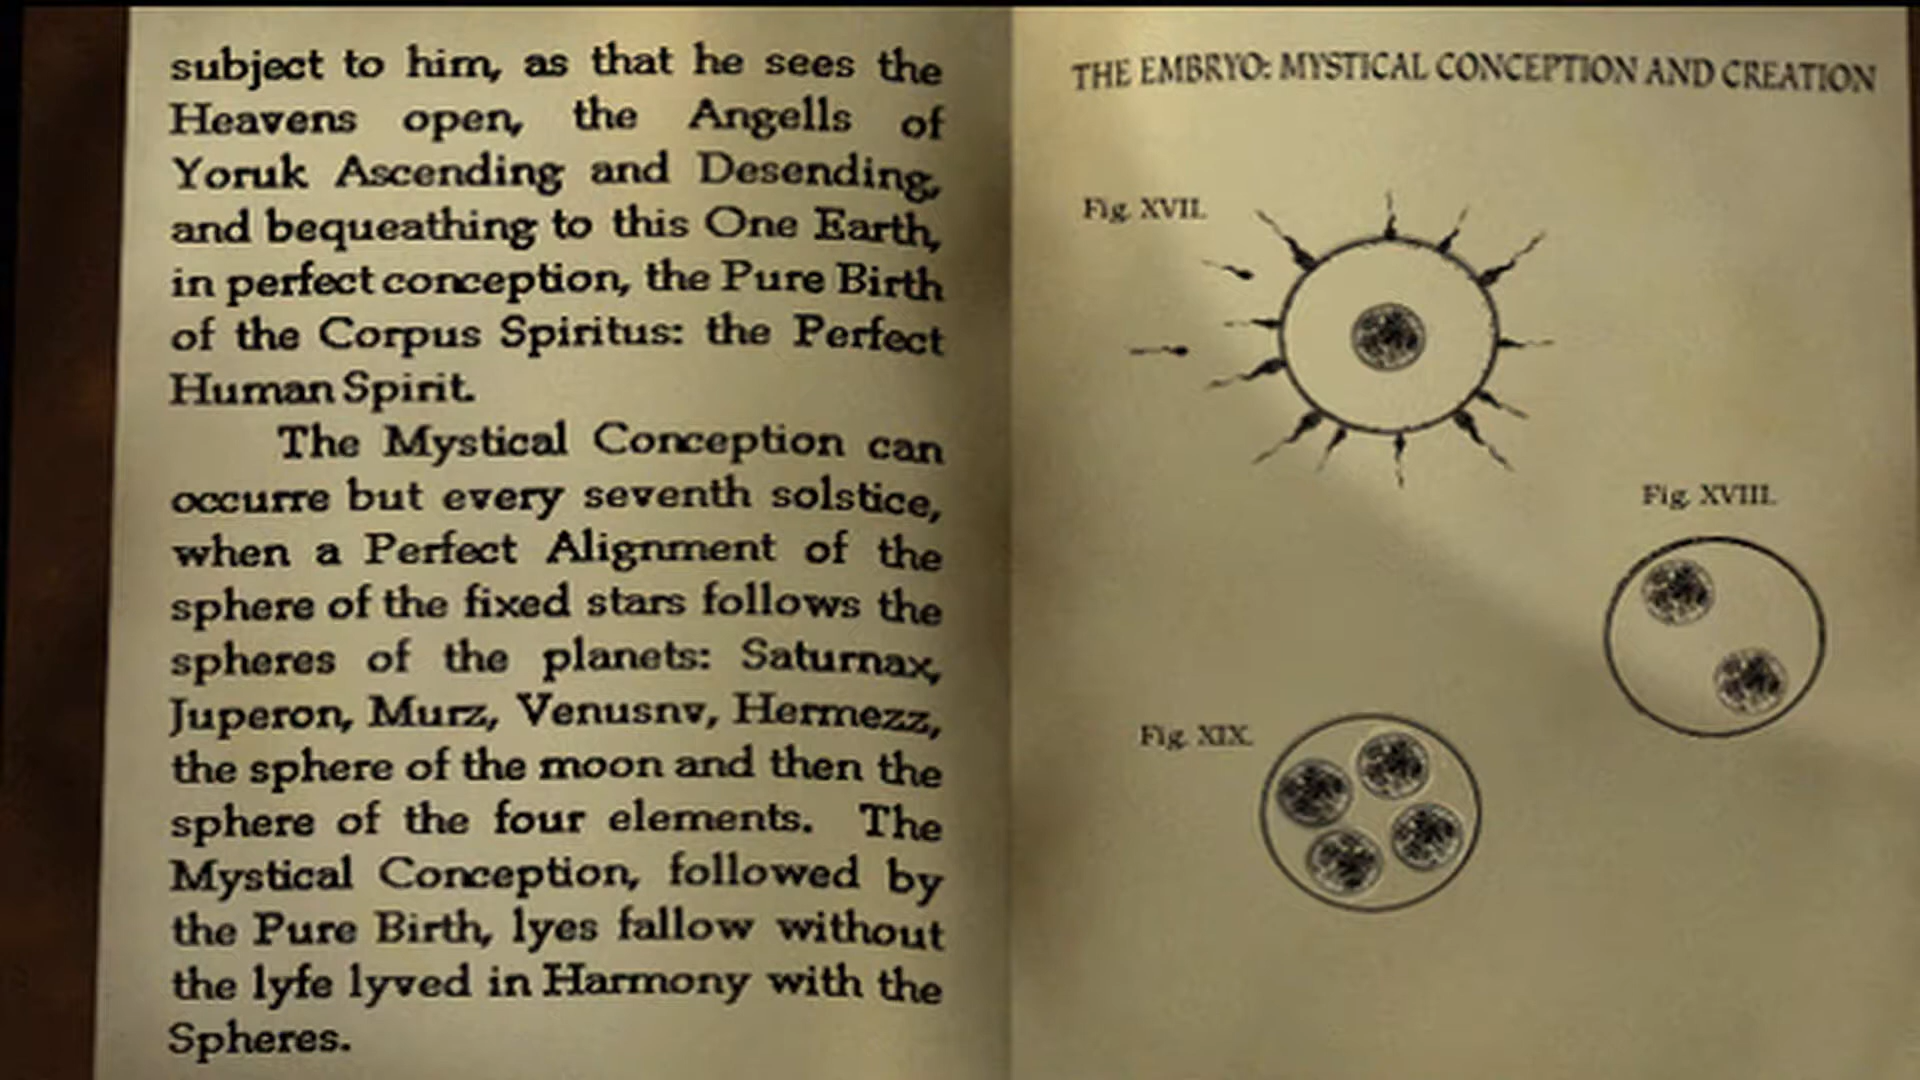 subject to him, as that he sees the
Heavens open, the Angells of
Yoruk Ascending and Desending,
and bequeathing to this One Earth,
in perfect conception, the Pure Birth
of the Corpus Spiritus: the Perfect
Human Spirit.
The Mystical Conception can
occurre but every seventh solstice,
when a Perfect Alignment of the
sphere of the fixed stars follows the
spheres of the planets: Saturnax,
Juperon, Murz, Venusnv, Hermezz,
the sphere of the moon and then the
sphere of the four elements. The
Mystical Conception, followed by
the Pure Birth, lyes fallow without
the lyfe lyved in Harmony with the
Spheres.
THE EMBRYO: MYSTICAL CONCEPTION AND CREATION
Fig. XVII.
Fig. XVIII.
Fig. XIX.